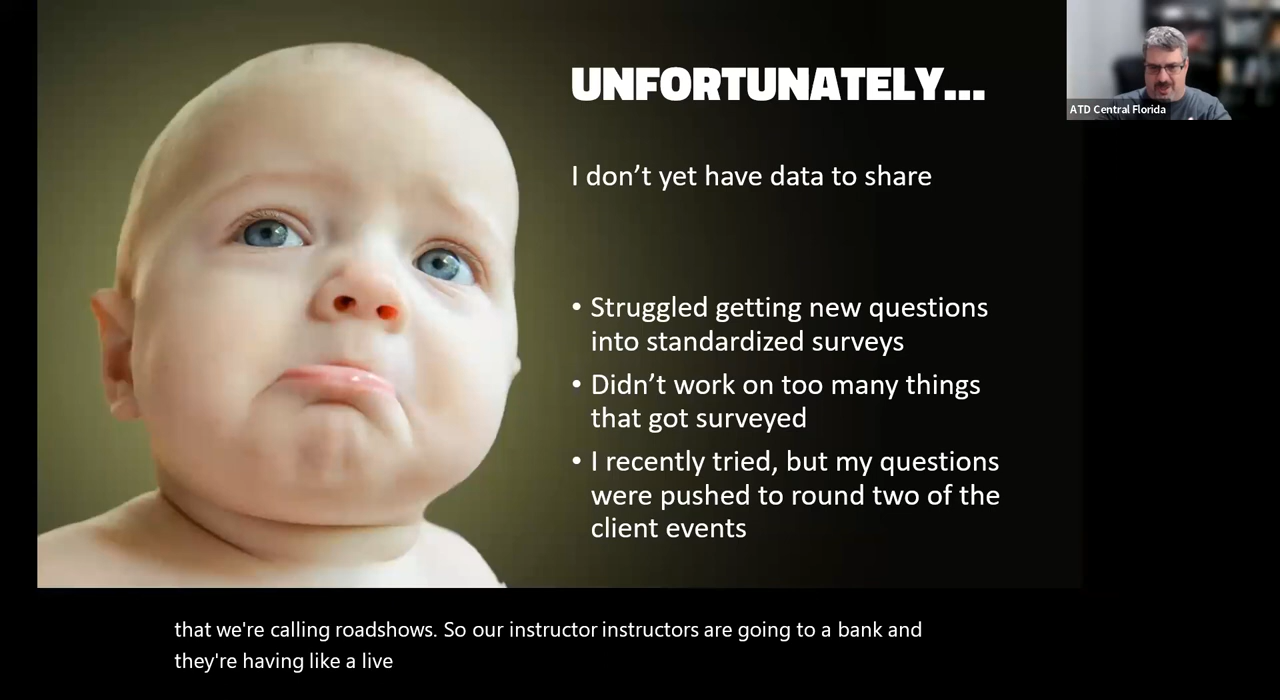 UNFORTUNATELY...
ATD Central Florida
I don’t yet have data to share
• Struggled getting new questions
into standardized surveys
• Didn’t work on too many things
that got surveyed
• I recently tried, but my questions
were pushed to round two of the
client events
that we're calling roadshows. So our instructor instructors are going to a bank and
they're having like a live